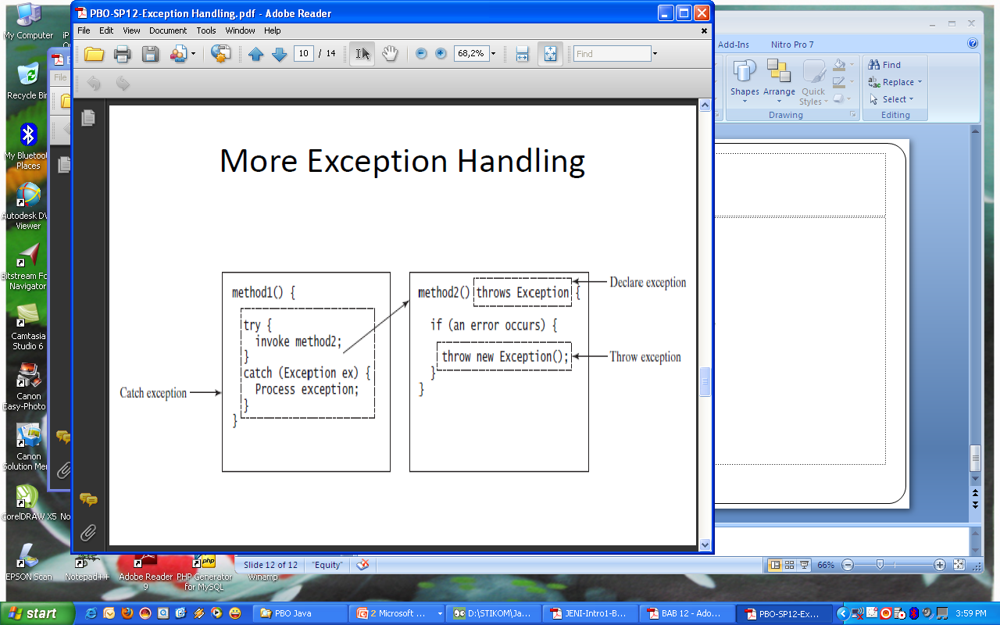 PBO-SP12-Exception Handling.pdf - Adobe Reader
File Edit View Document Tools Window Help
10 / 14
68,2%
Find
More Exception Handling
method1() {
try {
invoke method2;
}
catch (Exception ex) {
Process exception;
}
}
Catch exception
method2() throws Exception {
if (an error occurs) {
throw new Exception();
}
}
Declare exception
Throw exception
Add-Ins Nitro Pro 7
Shapes Arrange Quick Styles
Drawing
Find
Replace
Select
Editing
My Computer
Recycle Bin
My Bluetoo
Places
Autodesk DW
Viewer
Bitstream Fo
Navigator
Camtasia
Studio 6
Canon
Easy-Photo
Canon
Solution Me
CorelDRAW X5
No
EPSON Scan
Notepad++
Adobe Reader
9
PHP Generator
for MySQL
Winamp
File
Slide 12 of 12 "Equity"
66%
start
PBO Java
2 Microsoft ...
D:\STIKOM\Ja...
JENI-Intro1-B...
BAB 12 - Ado...
PBO-SP12-Ex...
3:59 PM